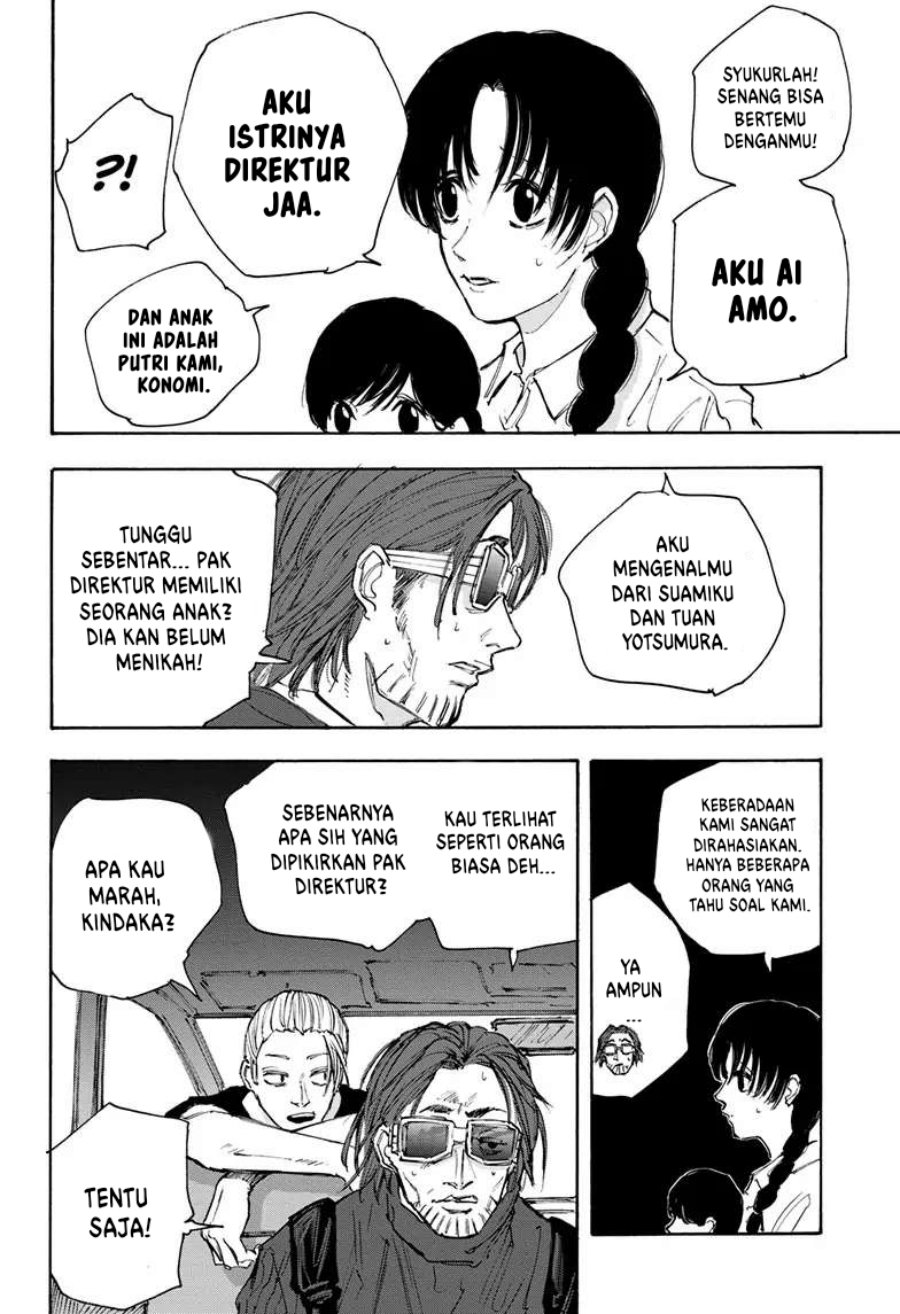 SYUKURLAH!
SENANG BISA
BERTEMU
DENGANMU!
AKU AI
AMO.
AKU
ISTRINYA
DIREKTUR
JAA.
?!
DAN ANAK
INI ADALAH
PUTRI KAMI,
KONOMI.
AKU
MENGENALMU
DARI SUAMIKU
DAN TUAN
YOTSUMURA.
TUNGGU
SEBENTAR... PAK
DIREKTUR MEMILIKI
SEORANG ANAK?
DIA KAN BELUM
MENIKAH!
KEBERADAAN
KAMI SANGAT
DIRAHASIAKAN.
HANYA BEBERAPA
ORANG YANG
TAHU SOAL KAMI.
YA
AMPUN
...
KAU TERLIHAT
SEPERTI ORANG
BIASA DEH...
SEBENARNYA
APA SIH YANG
DIPIKIRKAN PAK
DIREKTUR?
APA KAU
MARAH,
KINDAKA?
TENTU
SAJA!